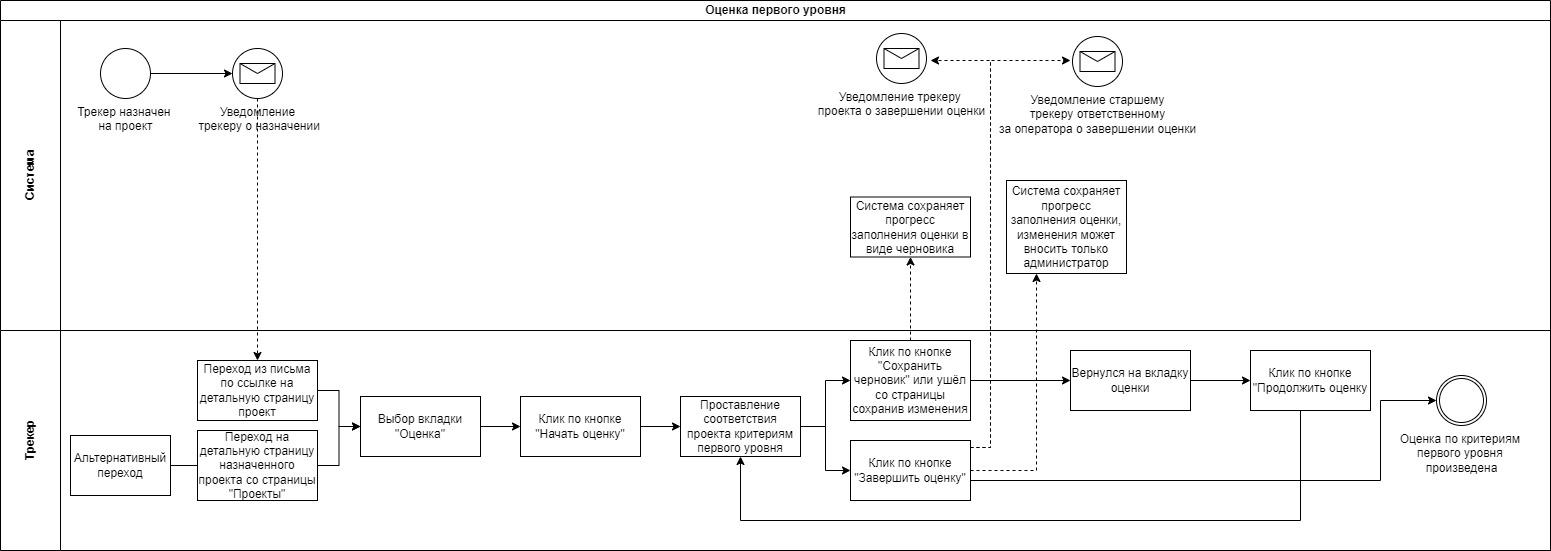 Оценка первого уровня
Система
Трекер назначен
на проект
Уведомление
трекеру о назначении
Уведомление трекеру
проекта о завершении оценки
Уведомление старшему
трекеру ответственному
за оператора о завершении оценки
Система сохраняет
прогресс
заполнения оценки в
виде черновика
Система сохраняет
прогресс
заполнения оценки,
изменения может
вносить только
администратор
Трекер
Альтернативный
переход
Переход из письма
по ссылке на
детальную страницу
проект
Переход на
детальную страницу
назначенного
проекта со страницы
"Проекты"
Выбор вкладки
"Оценка"
Клик по кнопке
"Начать оценку"
Проставление
соответствия
проекта критериям
первого уровня
Клик по кнопке
"Сохранить
черновик" или ушёл
со страницы
сохранив изменения
Клик по кнопке
"Завершить оценку"
Вернулся на вкладку
оценки
Клик по кнопке
"Продолжить оценку
Оценка по критериям
первого уровня
произведена